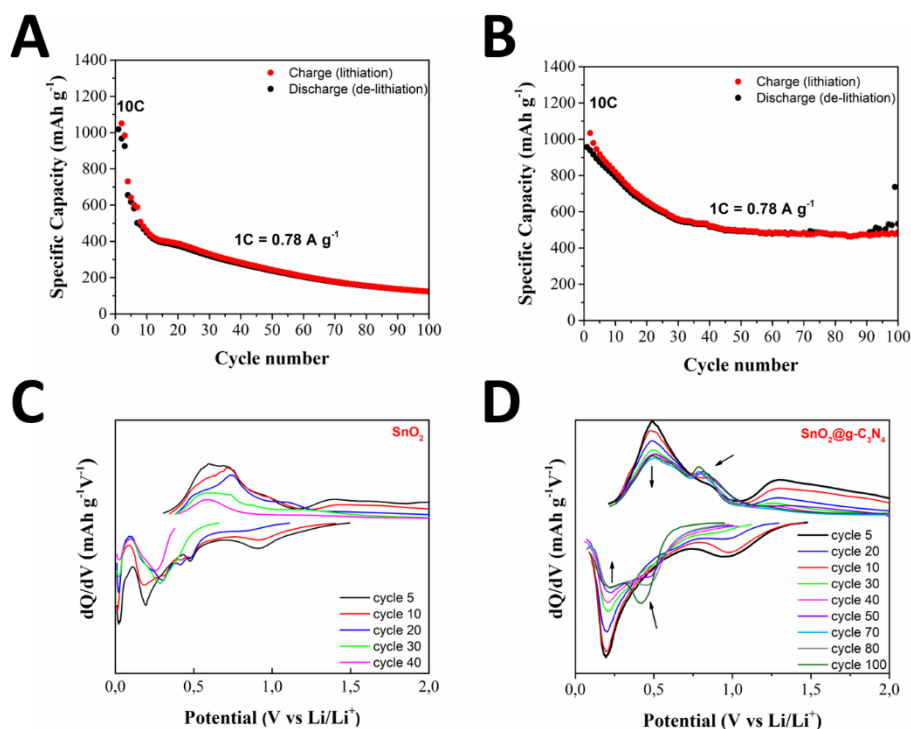 A
1400
1200
1000
800
600
400
200
0
Specific Capacity (mAh g⁻¹)
Charge (lithiation)
Discharge (de-lithiation)
10C
1C = 0.78 A g⁻¹
0 10 20 30 40 50 60 70 80 90 100
Cycle number
B
1400
1200
1000
800
600
400
200
0
Specific Capacity (mAh g⁻¹)
Charge (lithiation)
Discharge (de-lithiation)
10C
1C = 0.78 A g⁻¹
0 10 20 30 40 50 60 70 80 90 100
Cycle number
C
SnO₂
dQ/dV (mAh g⁻¹V⁻¹)
cycle 5
cycle 10
cycle 20
cycle 30
cycle 40
0,0 0,5 1,0 1,5 2,0
Potential (V vs Li/Li⁺)
D
SnO₂@g-C₃N₄
dQ/dV (mAh g⁻¹V⁻¹)
cycle 5
cycle 20
cycle 10
cycle 30
cycle 40
cycle 50
cycle 70
cycle 80
cycle 100
0,0 0,5 1,0 1,5 2,0
Potential (V vs Li/Li⁺)